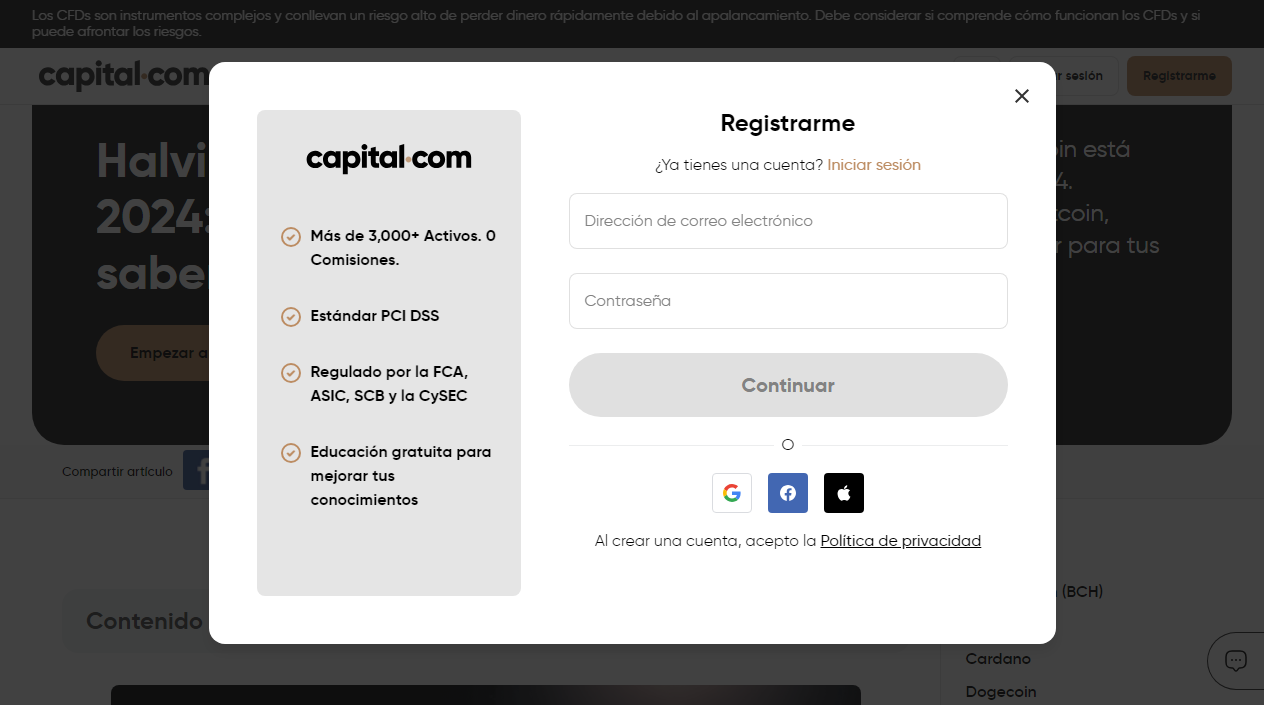 Los CFDs son instrumentos complejos y conllevan un riesgo alto de perder dinero rápidamente debido al apalancamiento. Debe considerar si comprende cómo funcionan los CFDs y si
puede afrontar los riesgos.
capital.com
sesión
Registrarme
Halvi
2024:
sabe
in está
4.
tcoin,
r para tus
Empezar a
Compartir artículo
Contenido
(BCH)
Cardano
Dogecoin
capital.com
Más de 3,000+ Activos. 0
Comisiones.
Estándar PCI DSS
Regulado por la FCA,
ASIC, SCB y la CySEC
Educación gratuita para
mejorar tus
conocimientos
Registrarme
¿Ya tienes una cuenta? Iniciar sesión
Dirección de correo electrónico
Contraseña
Continuar
O
Al crear una cuenta, acepto la Política de privacidad